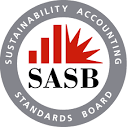 SUSTAINABILITY ACCOUNTING
SASB
STANDARDS BOARD